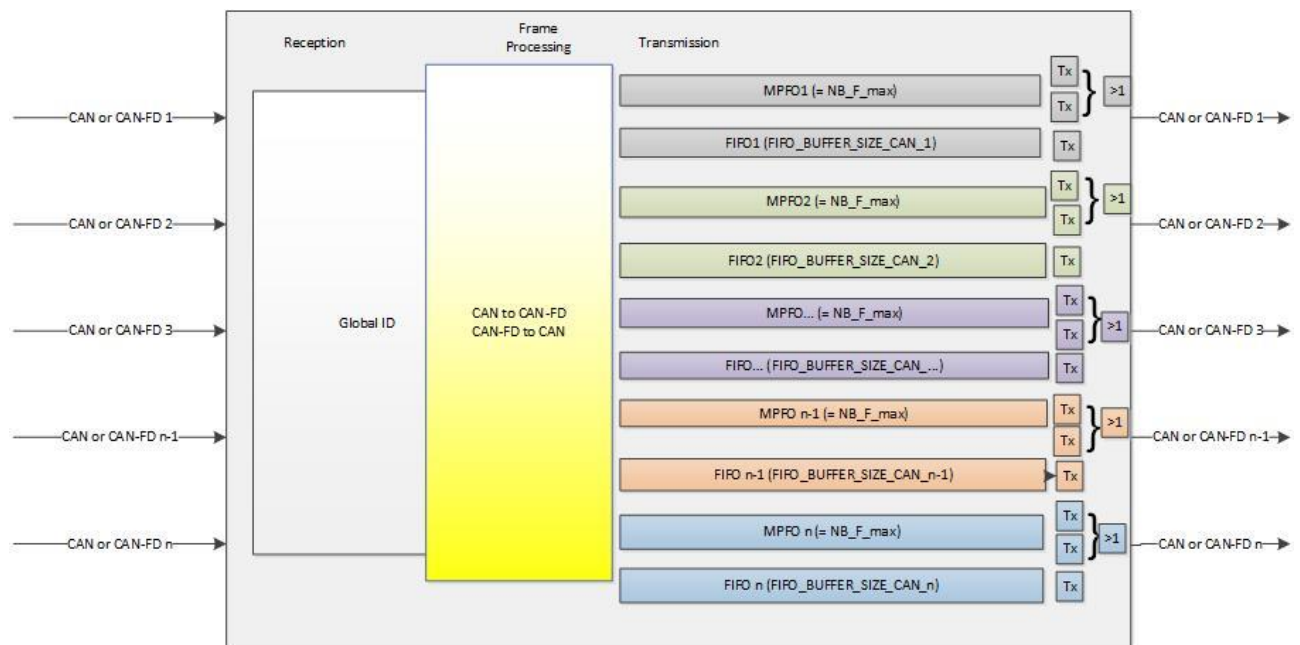 Reception
Frame
Processing
Transmission
CAN or CAN-FD 1
CAN or CAN-FD 2
CAN or CAN-FD 3
CAN or CAN-FD n-1
CAN or CAN-FD n
Global ID
CAN to CAN-FD
CAN-FD to CAN
MPFO1 (= NB_F_max)
Tx
Tx
>1
FIFO1 (FIFO_BUFFER_SIZE_CAN_1)
Tx
MPFO2 (= NB_F_max)
Tx
Tx
>1
FIFO2 (FIFO_BUFFER_SIZE_CAN_2)
Tx
MPFO... (= NB_F_max)
Tx
Tx
>1
FIFO... (FIFO_BUFFER_SIZE_CAN_...)
Tx
MPFO n-1 (= NB_F_max)
Tx
Tx
>1
FIFO n-1 (FIFO_BUFFER_SIZE_CAN_n-1)
Tx
MPFO n (= NB_F_max)
Tx
Tx
>1
FIFO n (FIFO_BUFFER_SIZE_CAN_n)
Tx
CAN or CAN-FD 1
CAN or CAN-FD 2
CAN or CAN-FD 3
CAN or CAN-FD n-1
CAN or CAN-FD n